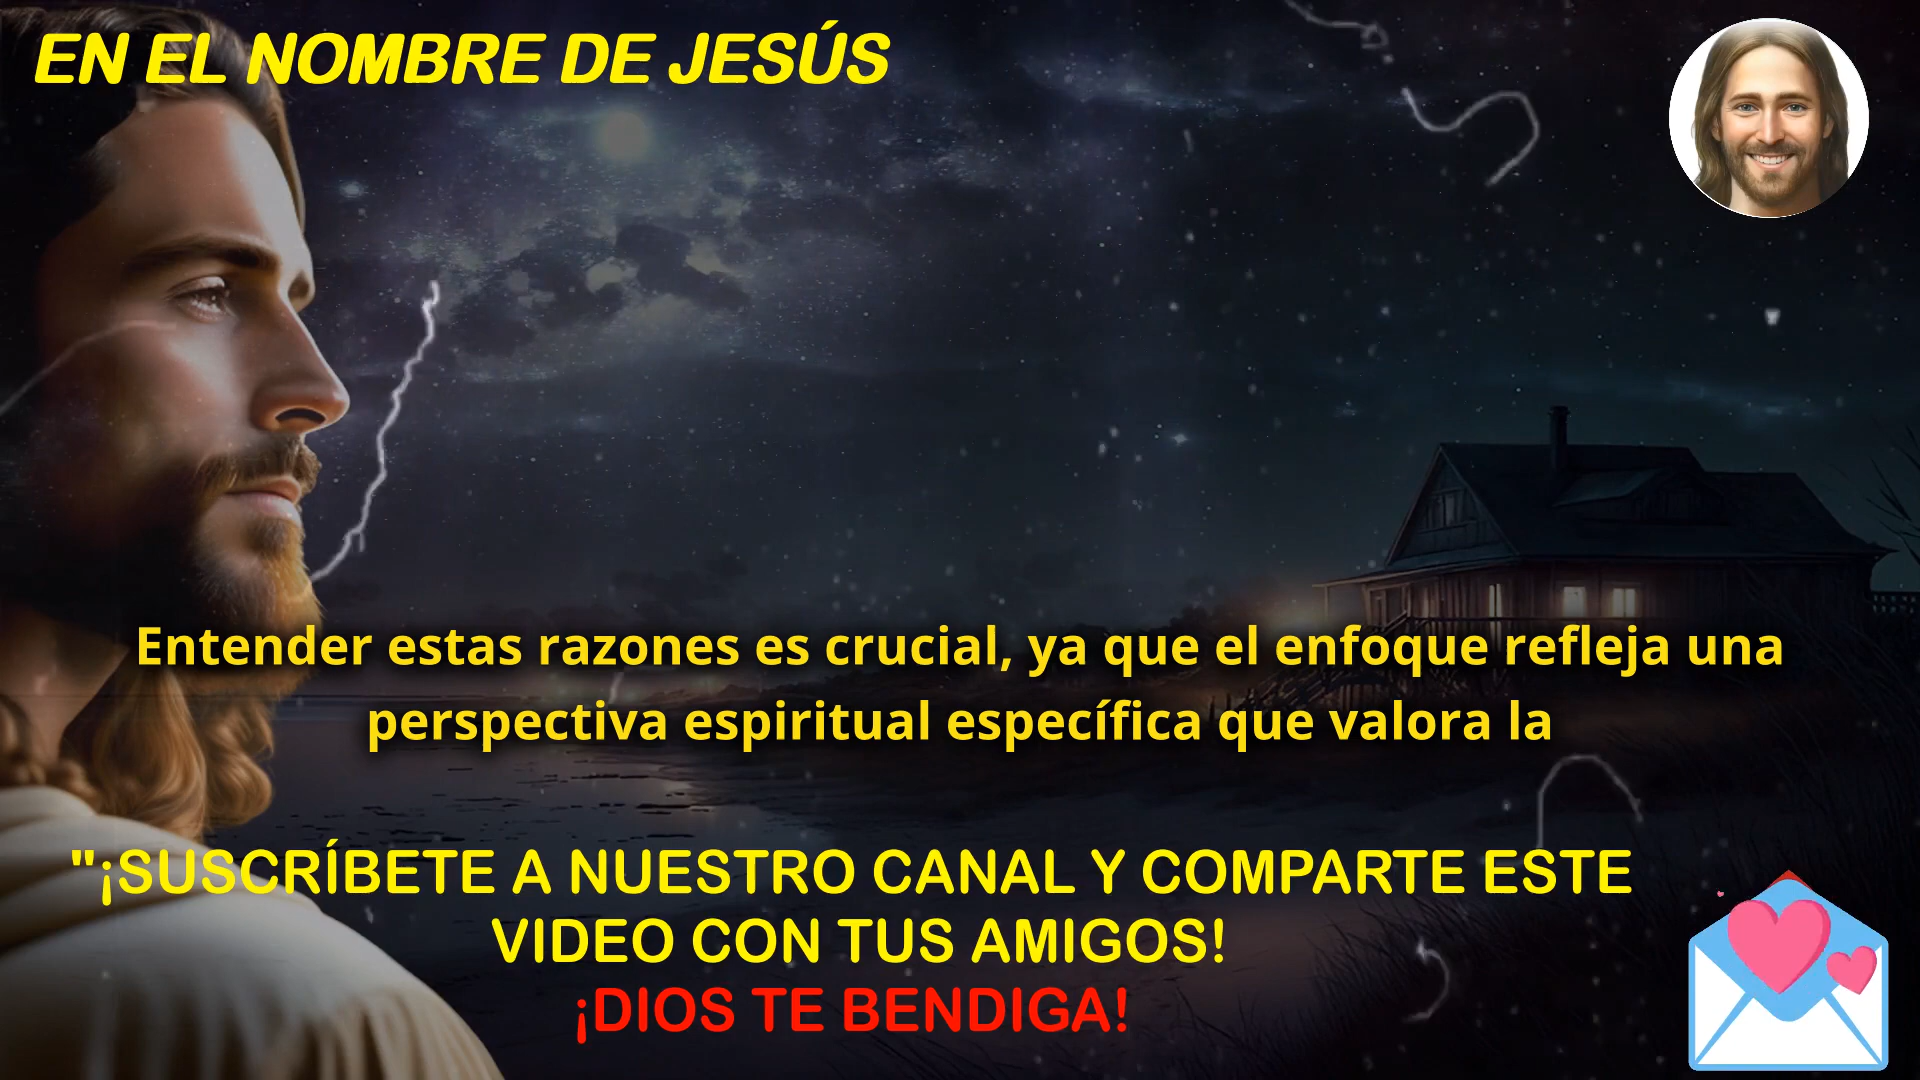 EN EL NOMBRE DE JESÚS
Entender estas razones es crucial, ya que el enfoque refleja una
perspectiva espiritual específica que valora la
"¡SUSCRÍBETE A NUESTRO CANAL Y COMPARTE ESTE
VIDEO CON TUS AMIGOS!
¡DIOS TE BENDIGA!